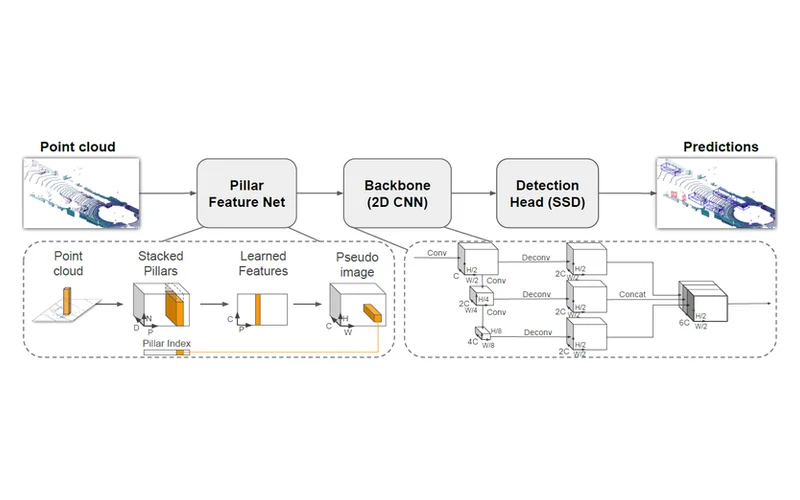 Point cloud
Predictions
Pillar
Feature Net
Backbone
(2D CNN)
Detection
Head (SSD)
Point
cloud
Stacked
Pillars
Learned
Features
Pseudo
image
D
N
P
C
P
C
H
W
Pillar Index
Conv
C
H/2
W/2
Deconv
2C
H/2
W/2
Conv
2C
H/4
W/4
Deconv
2C
H/2
W/2
Concat
Conv
4C
H/8
W/8
Deconv
2C
H/2
W/2
6C
H/2
W/2